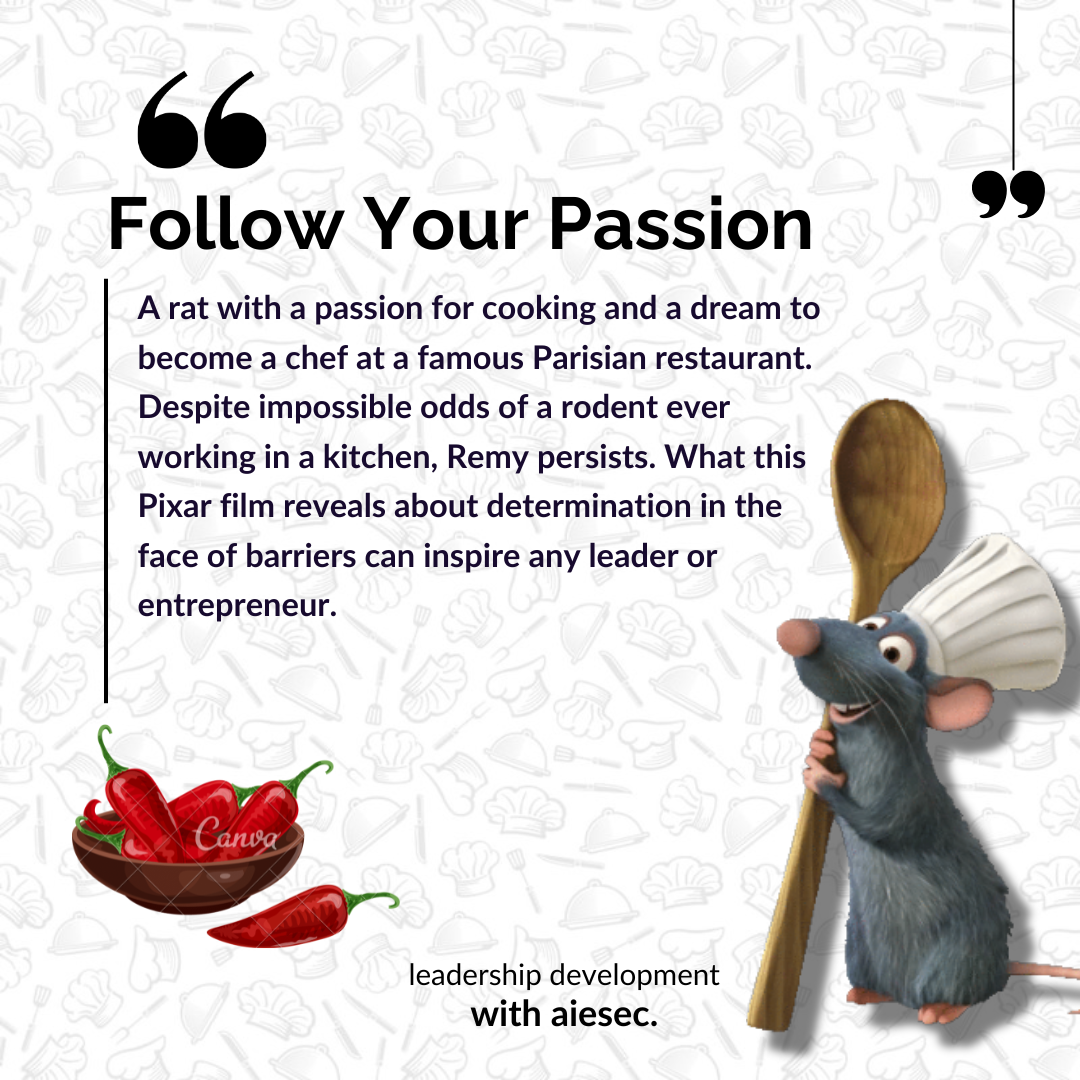 “
Follow Your Passion
”
A rat with a passion for cooking and a dream to
become a chef at a famous Parisian restaurant.
Despite impossible odds of a rodent ever
working in a kitchen, Remy persists. What this
Pixar film reveals about determination in the
face of barriers can inspire any leader or
entrepreneur.
Canva
leadership development
with aiesec.